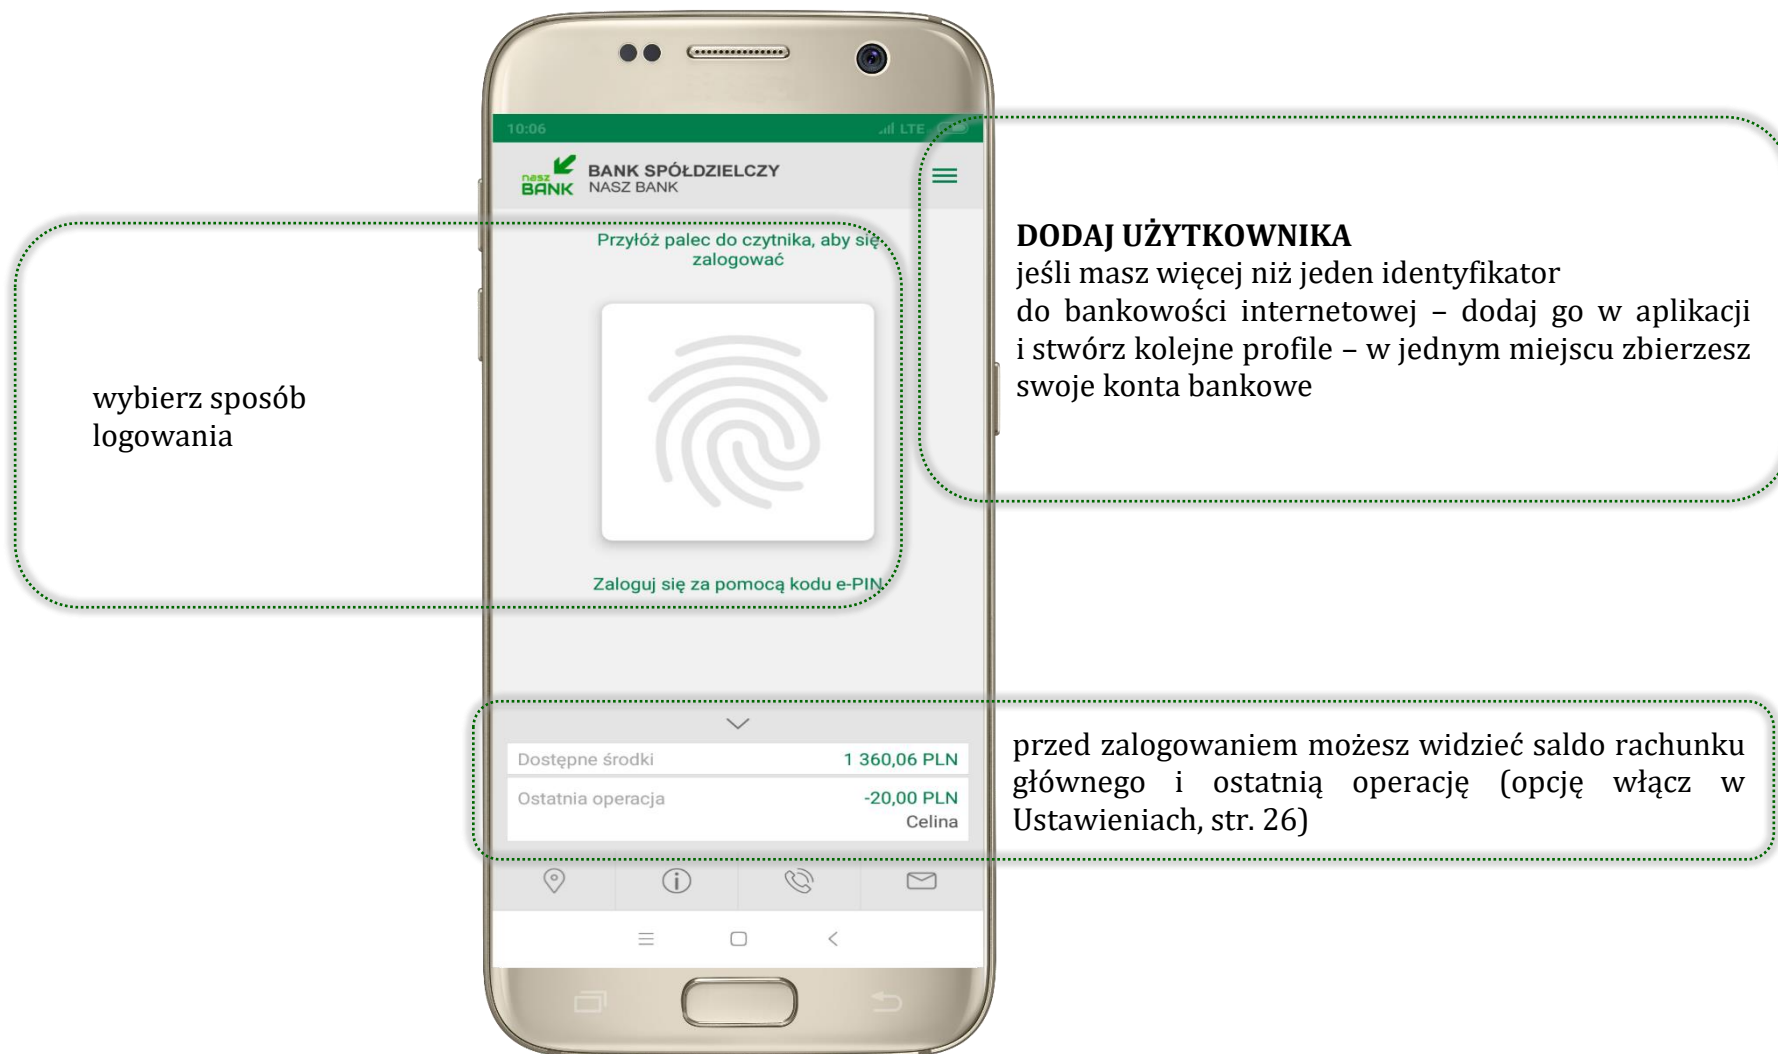 10:06
LTE
nasz
BANK
BANK SPÓŁDZIELCZY
NASZ BANK
Przyłóż palec do czytnika, aby się
zalogować
wybierz sposób
logowania
Zaloguj się za pomocą kodu e-PIN
DODAJ UŻYTKOWNIKA
jeśli masz więcej niż jeden identyfikator
do bankowości internetowej – dodaj go w aplikacji
i stwórz kolejne profile – w jednym miejscu zbierzesz
swoje konta bankowe
Dostępne środki 1 360,06 PLN
Ostatnia operacja -20,00 PLN
Celina
przed zalogowaniem możesz widzieć saldo rachunku
głównego i ostatnią operację (opcję włącz w
Ustawieniach, str. 26)